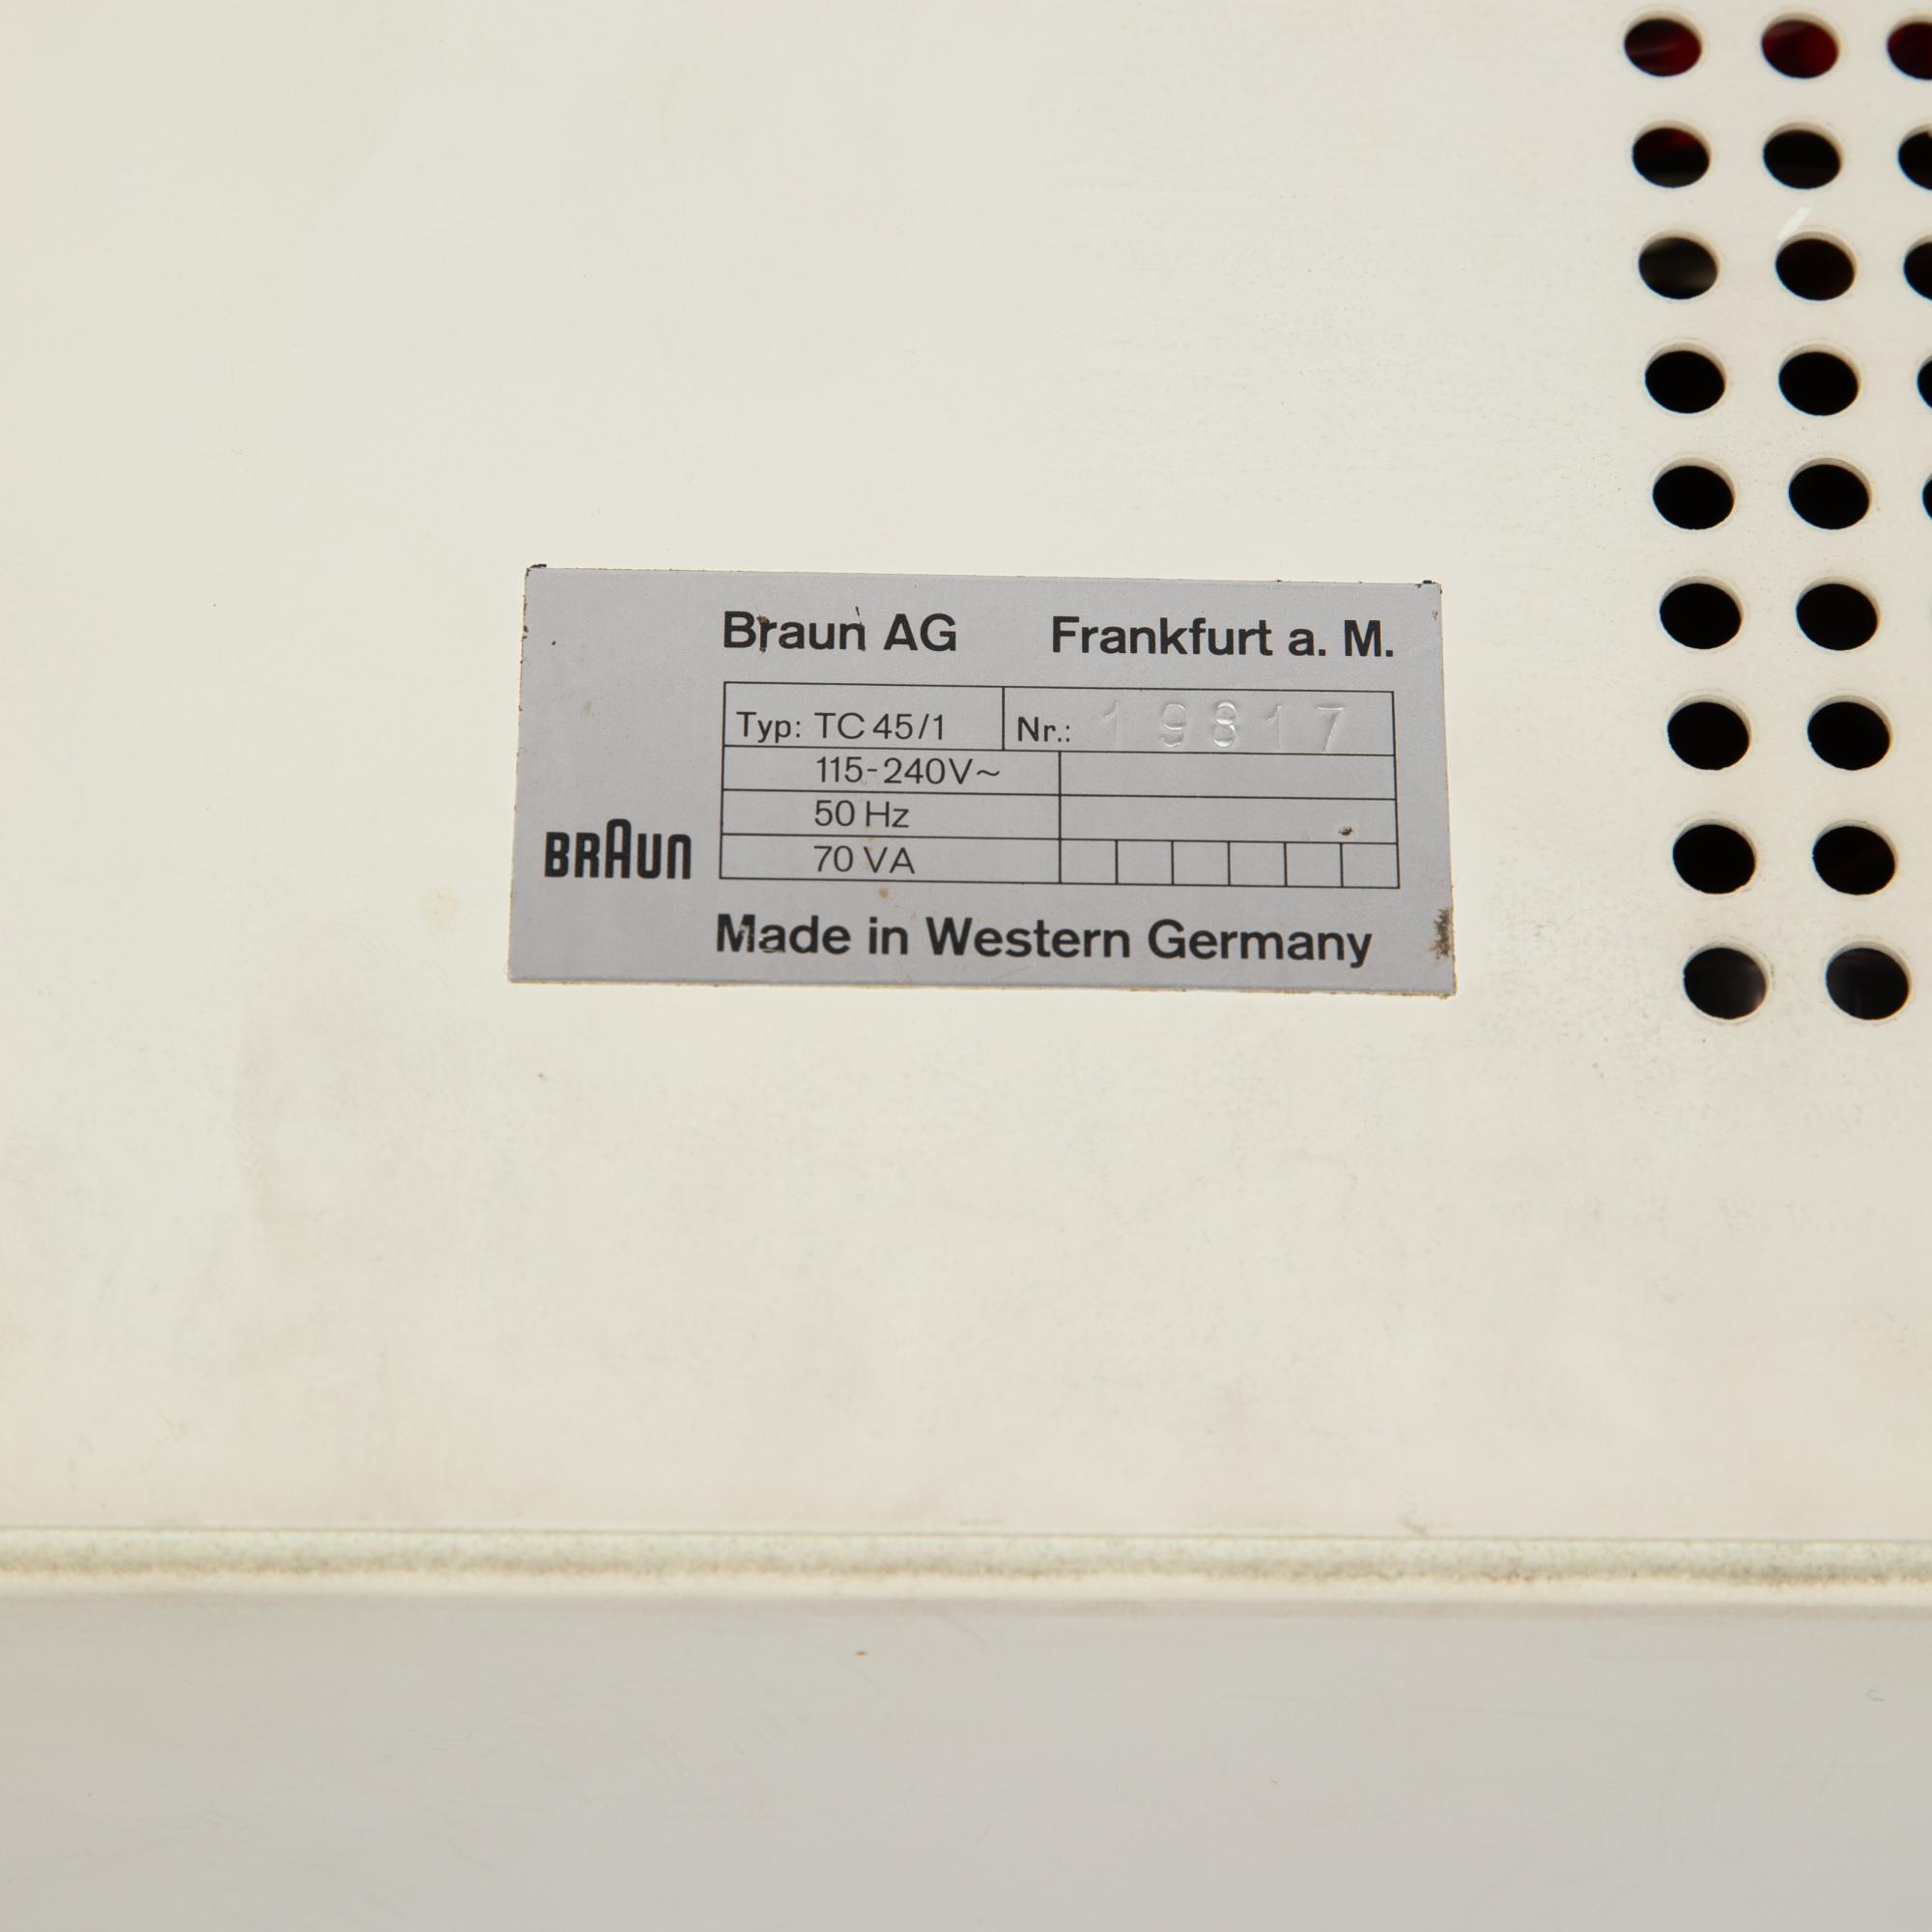 Braun AG Frankfurt a. M.
Typ: TC 45/1 Nr.: 19817
115-240V~
50 Hz
70 VA
BRAUN
Made in Western Germany